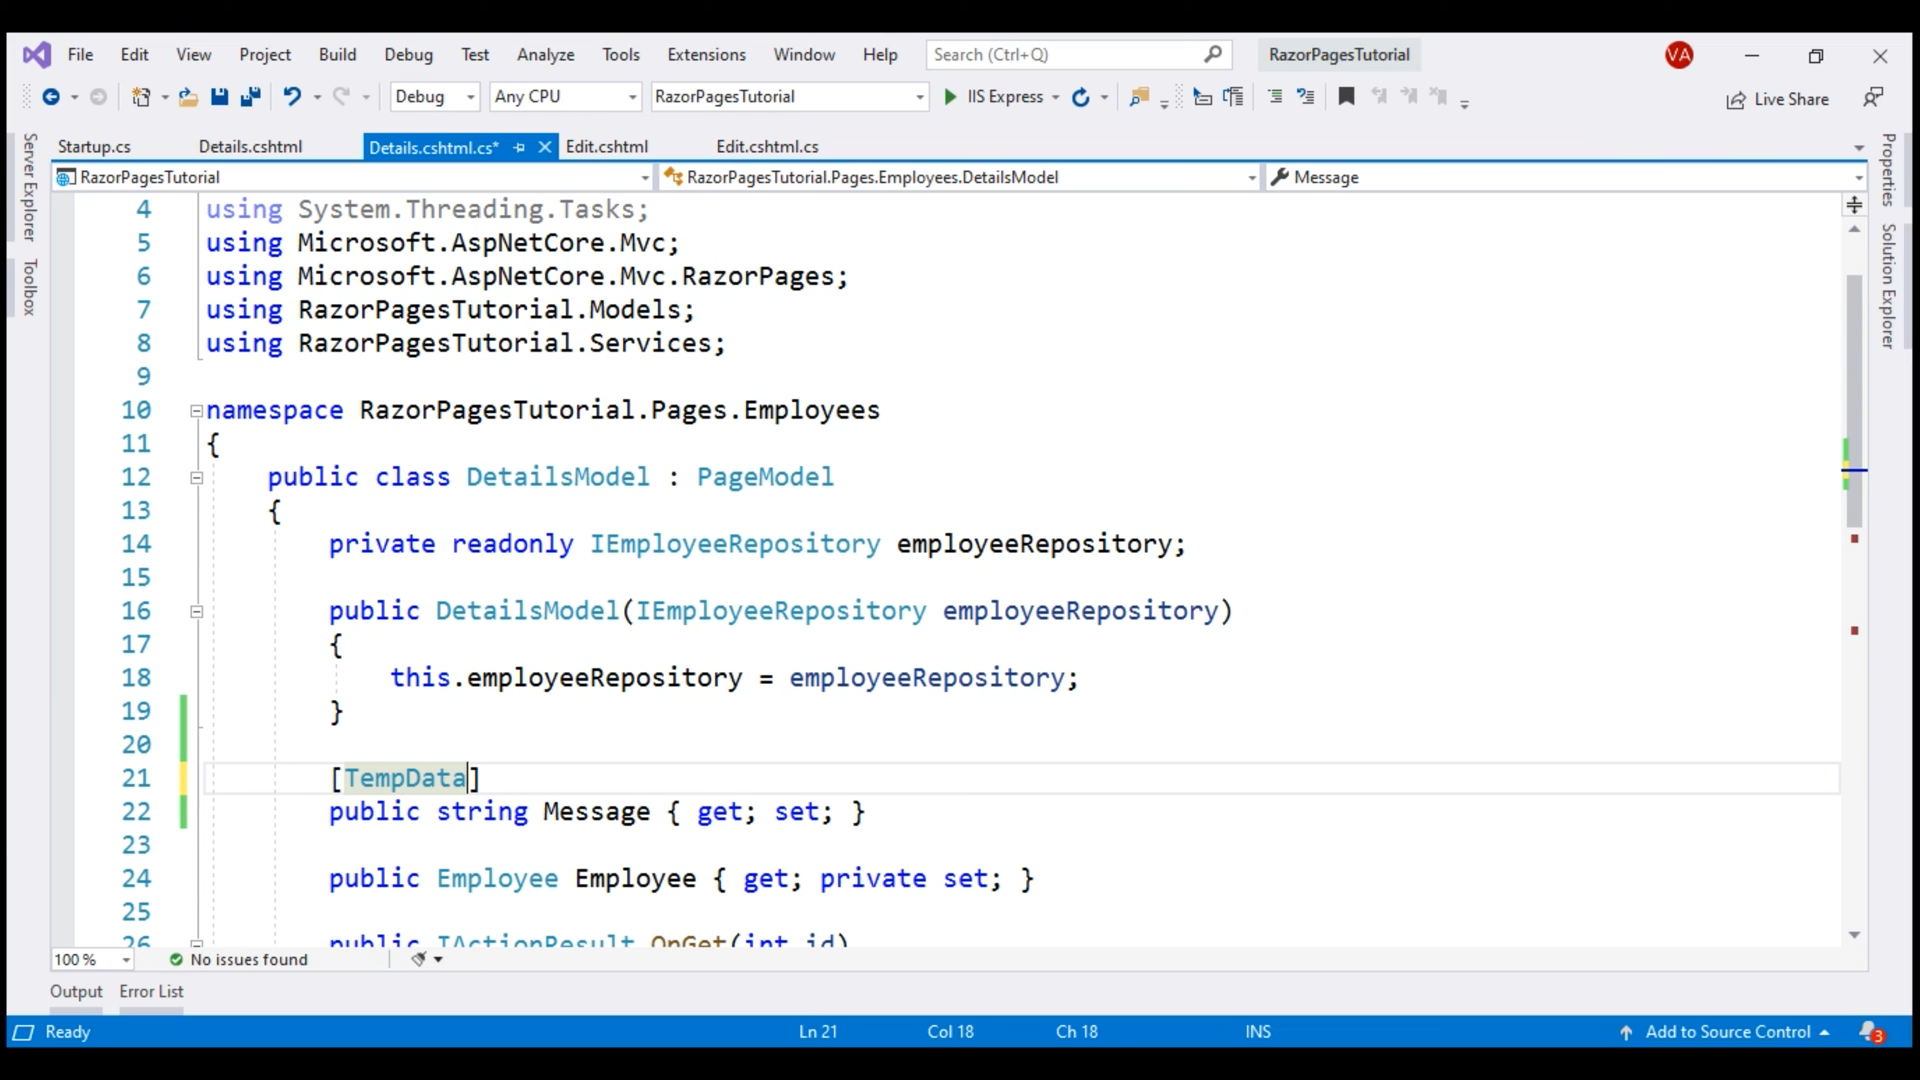 File Edit View Project Build Debug Test Analyze Tools Extensions Window Help Search (Ctrl+Q) RazorPagesTutorial VA
Debug Any CPU RazorPagesTutorial IIS Express Live Share
Startup.cs Details.cshtml Details.cshtml.cs* Edit.cshtml Edit.cshtml.cs
RazorPagesTutorial RazorPagesTutorial.Pages.Employees.DetailsModel Message
Server Explorer
Toolbox
Properties
Solution Explorer
4 using System.Threading.Tasks;
5 using Microsoft.AspNetCore.Mvc;
6 using Microsoft.AspNetCore.Mvc.RazorPages;
7 using RazorPagesTutorial.Models;
8 using RazorPagesTutorial.Services;
9
10 namespace RazorPagesTutorial.Pages.Employees
11 {
12 public class DetailsModel : PageModel
13 {
14 private readonly IEmployeeRepository employeeRepository;
15
16 public DetailsModel(IEmployeeRepository employeeRepository)
17 {
18 this.employeeRepository = employeeRepository;
19 }
20
21 [TempData]
22 public string Message { get; set; }
23
24 public Employee Employee { get; private set; }
25
26 public IActionResult OnGet(int id)
100 % No issues found
Output Error List
Ready Ln 21 Col 18 Ch 18 INS Add to Source Control 3